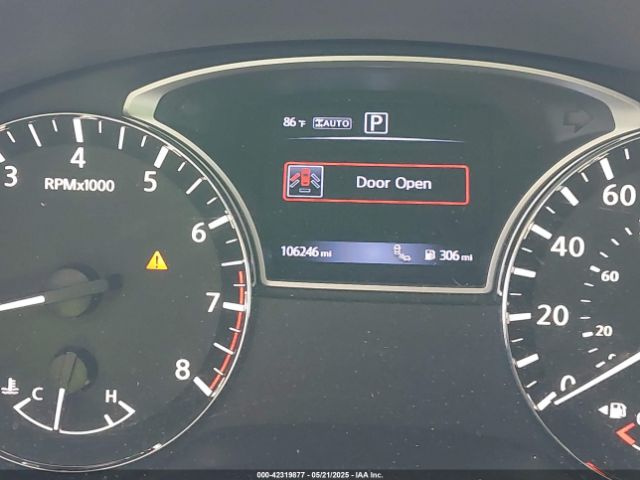 86°F AUTO P
Door Open
106246 mi 306 mi
3 4 5 6 7 8
RPMx1000
C H
0 20 40 60
20 60
000-42319877 - 05/21/2025 - IAA Inc.